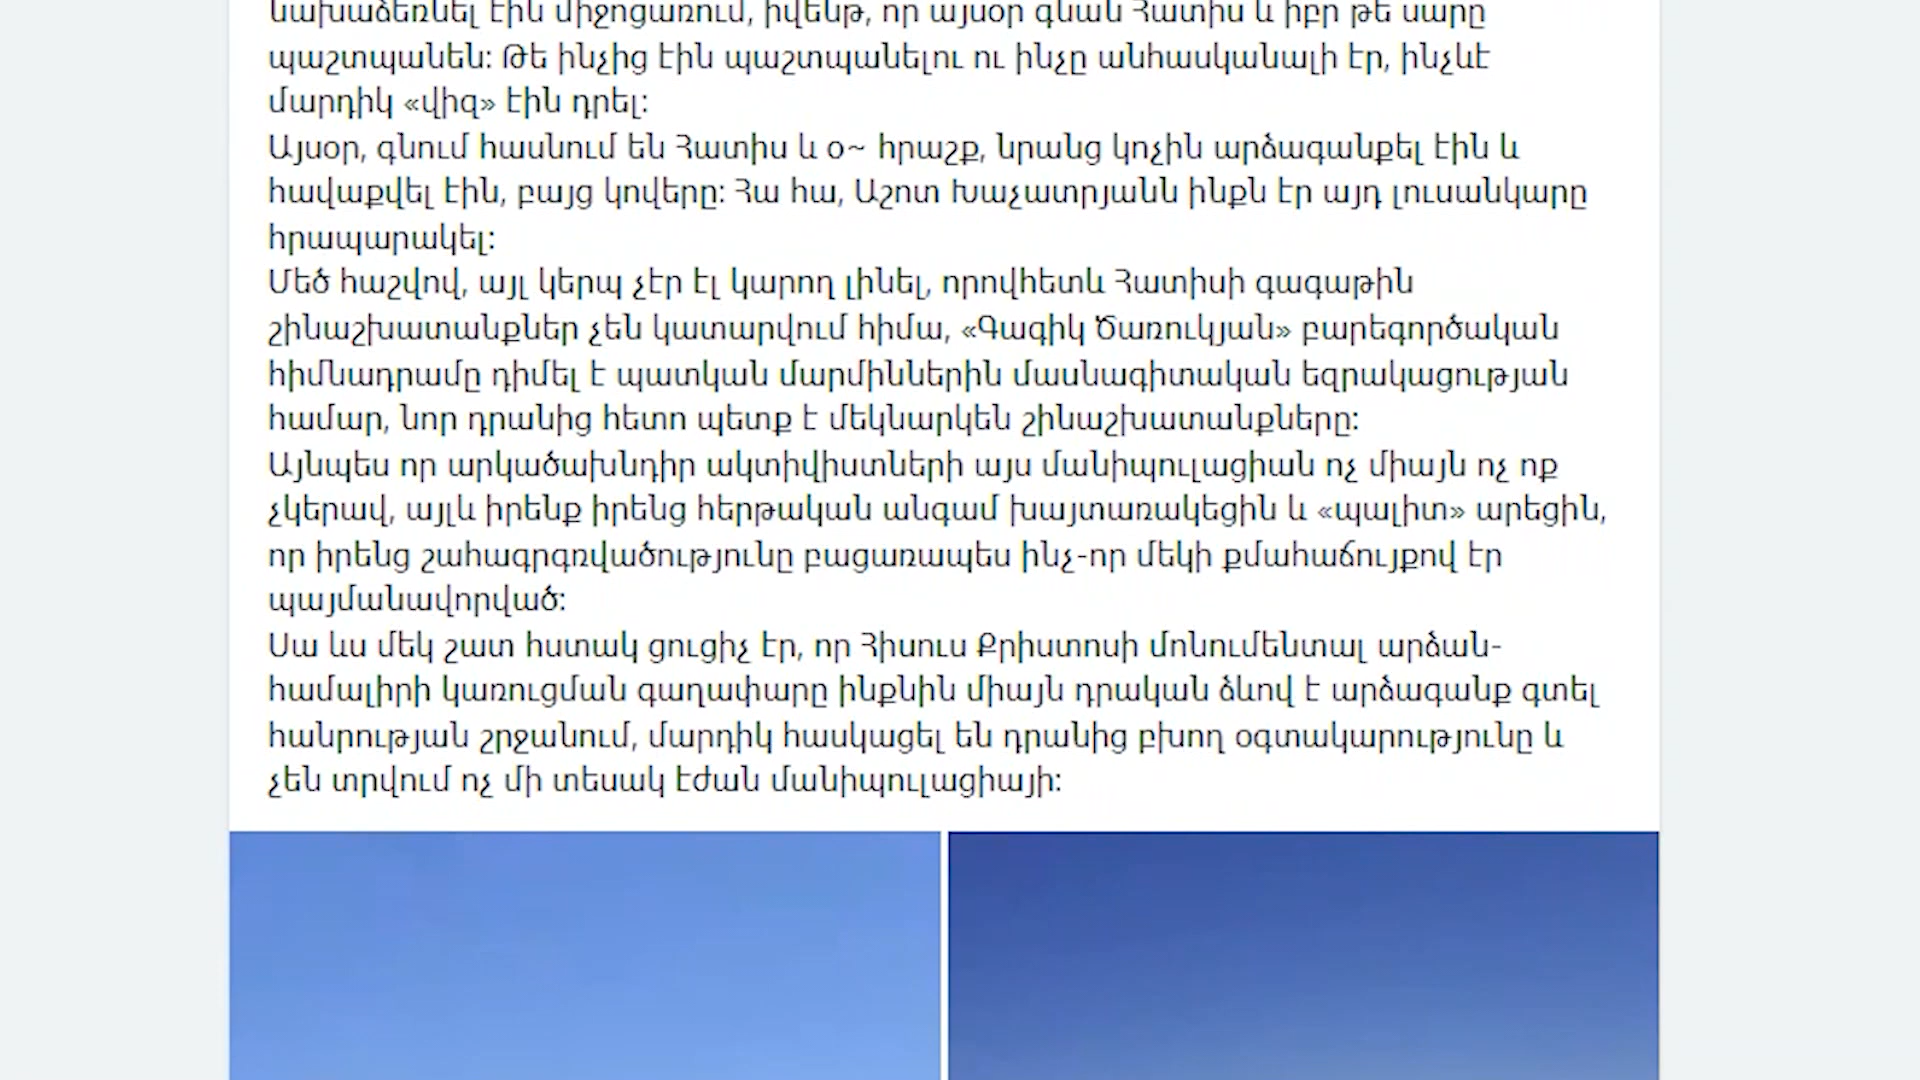 նախաձեռնել էին միջոցառում, իվենթ, որ այսօր գնան Հատիս և իբր թե սարը
պաշտպանեն։ Թե ինչից էին պաշտպանելու ու ինչը անհասկանալի էր, ինչևէ
մարդիկ «վիզ» էին դրել։
Այսօր, գնում հասնում են Հատիս և օ~ հրաշք, նրանց կոչին արձագանքել էին և
հավաքվել էին, բայց կովերը։ Հա հա, Աշոտ Խաչատրյանն ինքն էր այդ լուսանկարը
հրապարակել։
Մեծ հաշվով, այլ կերպ չէր էլ կարող լինել, որովհետև Հատիսի գագաթին
շինաշխատանքներ չեն կատարվում հիմա, «Գագիկ Ծառուկյան» բարեգործական
հիմնադրամը դիմել է պատկան մարմիններին մասնագիտական եզրակացության
համար, նոր դրանից հետո պետք է մեկնարկեն շինաշխատանքները։
Այնպես որ արկածախնդիր ակտիվիստների այս մանիպուլացիան ոչ միայն ոչ ոք
չկերավ, այլև իրենք իրենց հերթական անգամ խայտառակեցին և «պալիտ» արեցին,
որ իրենց շահագրգռվածությունը բացառապես ինչ-որ մեկի քմահաճույքով էր
պայմանավորված։
Սա ևս մեկ շատ հստակ ցուցիչ էր, որ Հիսուս Քրիստոսի մոնումենտալ արձան-
համալիրի կառուցման գաղափարը ինքնին միայն դրական ձևով է արձագանք գտել
հանրության շրջանում, մարդիկ հասկացել են դրանից բխող օգտակարությունը և
չեն տրվում ոչ մի տեսակ էժան մանիպուլացիայի։